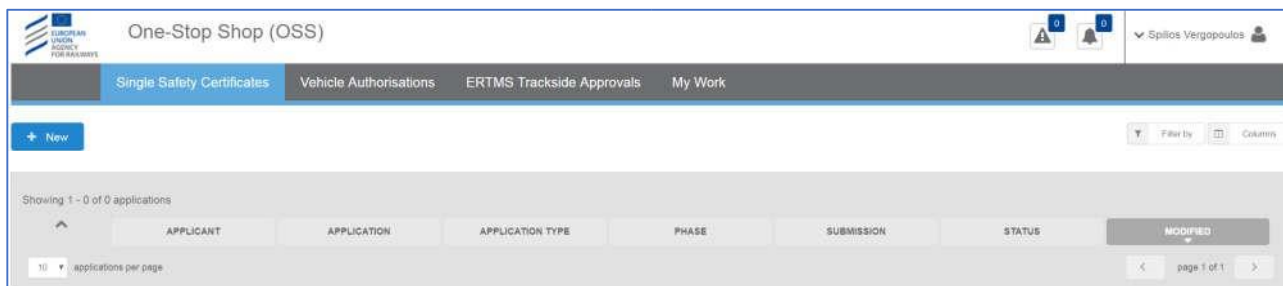 EUROPEAN
UNION
AGENCY
FOR RAILWAYS
One-Stop Shop (OSS)
0
0
Spilios Vergopoulos
Single Safety Certificates
Vehicle Authorisations
ERTMS Trackside Approvals
My Work
+ New
Filter by
Columns
Showing 1 - 0 of 0 applications
APPLICANT
APPLICATION
APPLICATION TYPE
PHASE
SUBMISSION
STATUS
MODIFIED
10 applications per page
< page 1 of 1 >